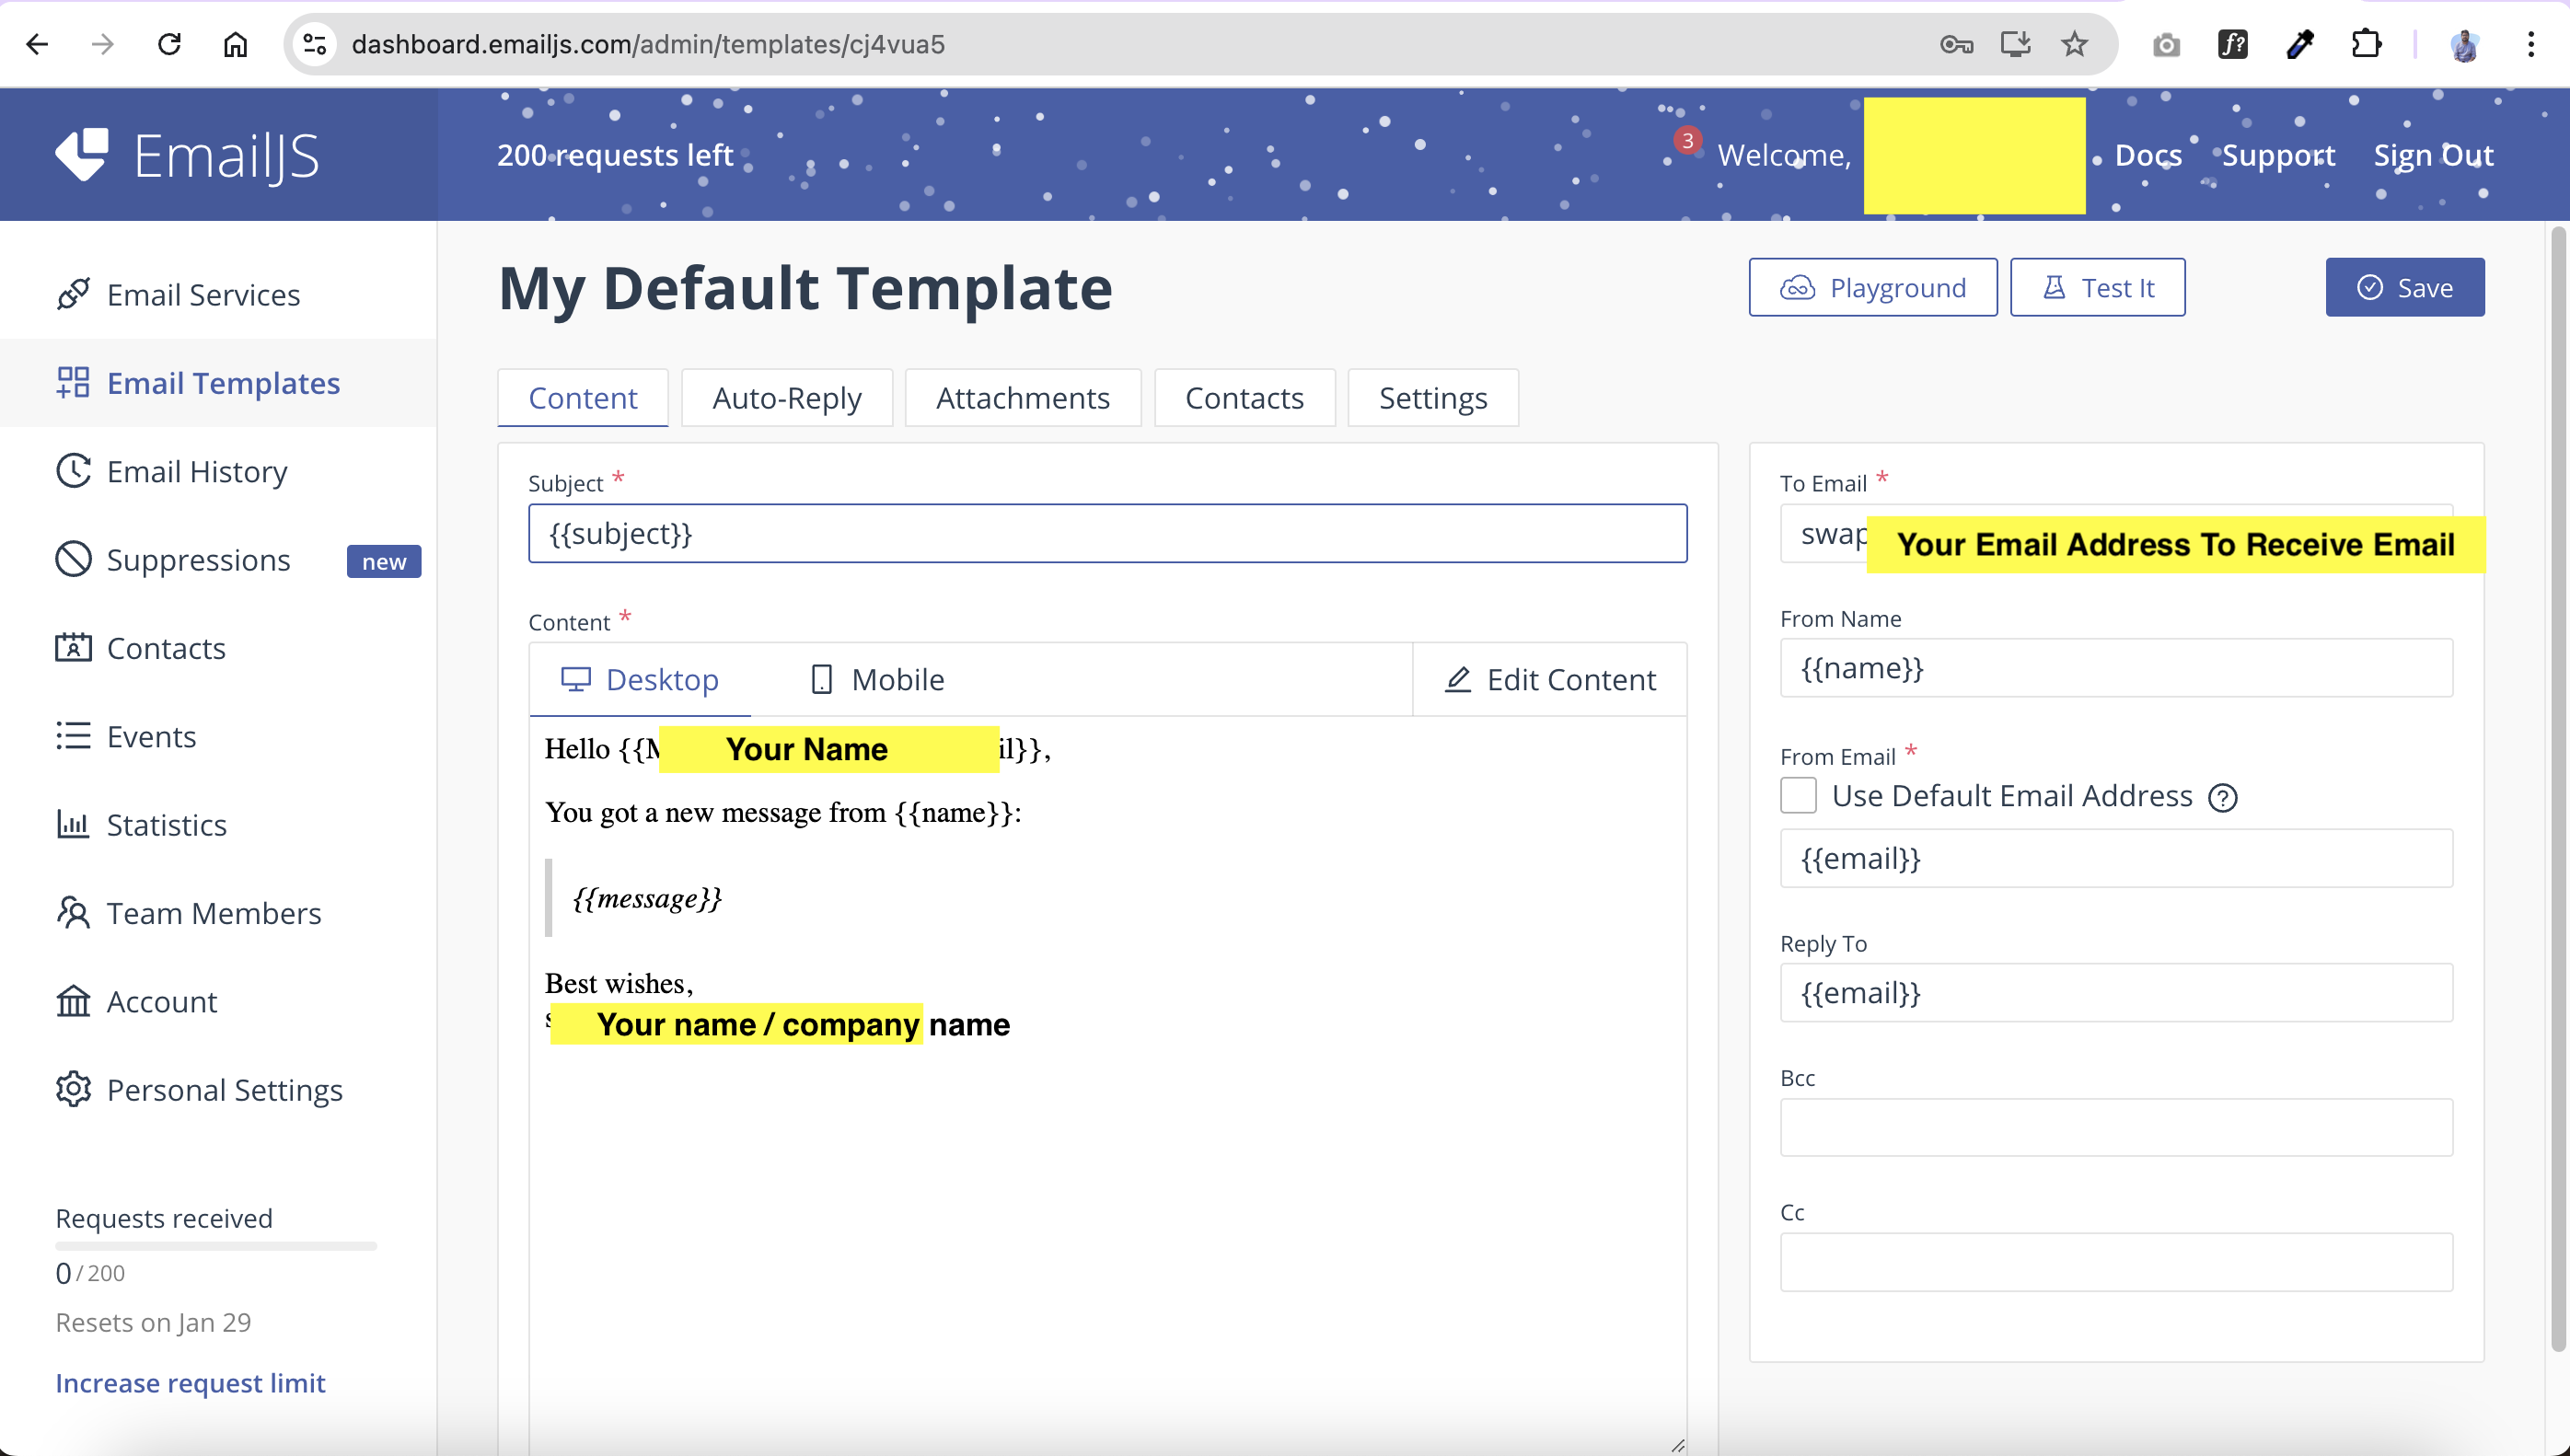 dashboard.emailjs.com/admin/templates/cj4vua5
EmailJS
200 requests left
3
Welcome,
Docs
Support
Sign Out
Email Services
Email Templates
Email History
Suppressions new
Contacts
Events
Statistics
Team Members
Account
Personal Settings
Requests received
0/200
Resets on Jan 29
Increase request limit
My Default Template
Playground
Test It
Save
Content
Auto-Reply
Attachments
Contacts
Settings
Subject *
{{subject}}
Content *
Desktop
Mobile
Edit Content
Hello {{ Your Name il}},
You got a new message from {{name}}:
{{message}}
Best wishes,
Your name / company name
To Email *
swap Your Email Address To Receive Email
From Name
{{name}}
From Email *
Use Default Email Address ?
{{email}}
Reply To
{{email}}
Bcc
Cc